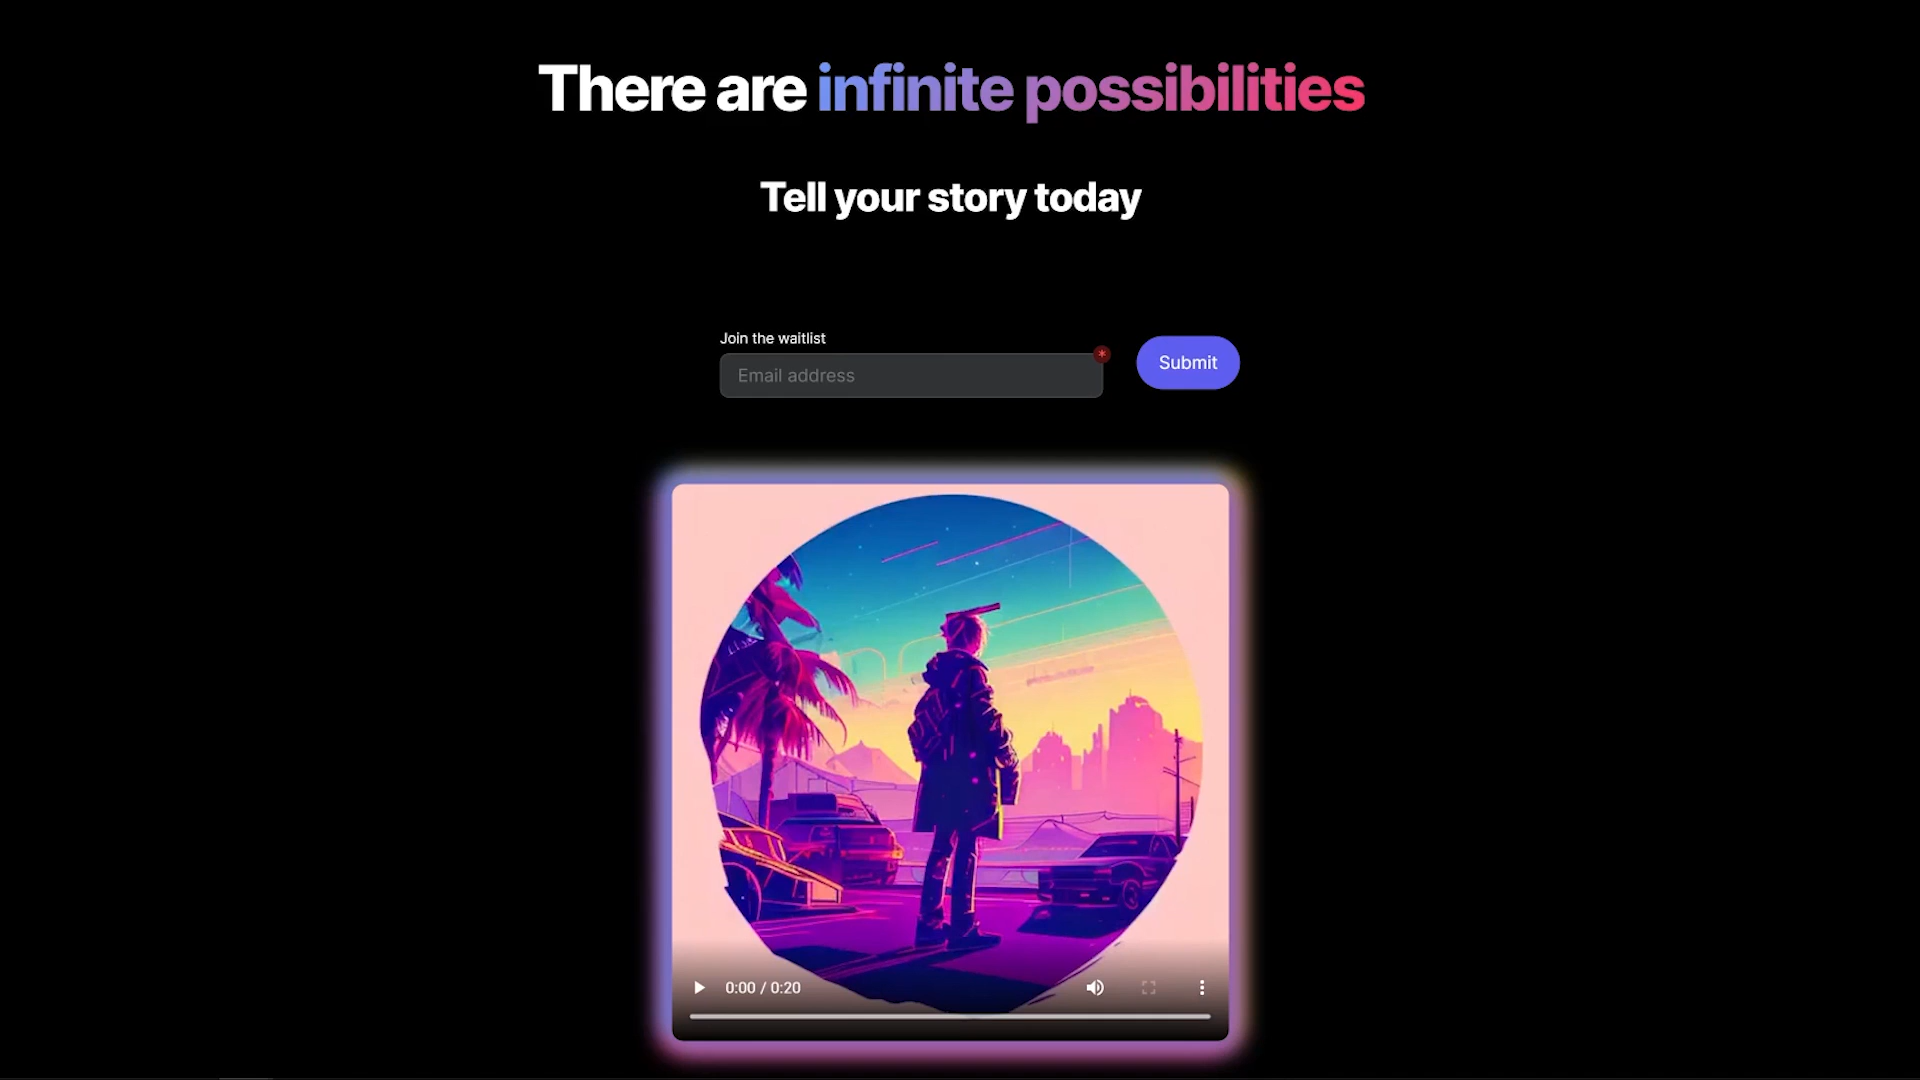 There are infinite possibilities
Tell your story today
Join the waitlist
*
Email address
Submit
0:00 / 0:20